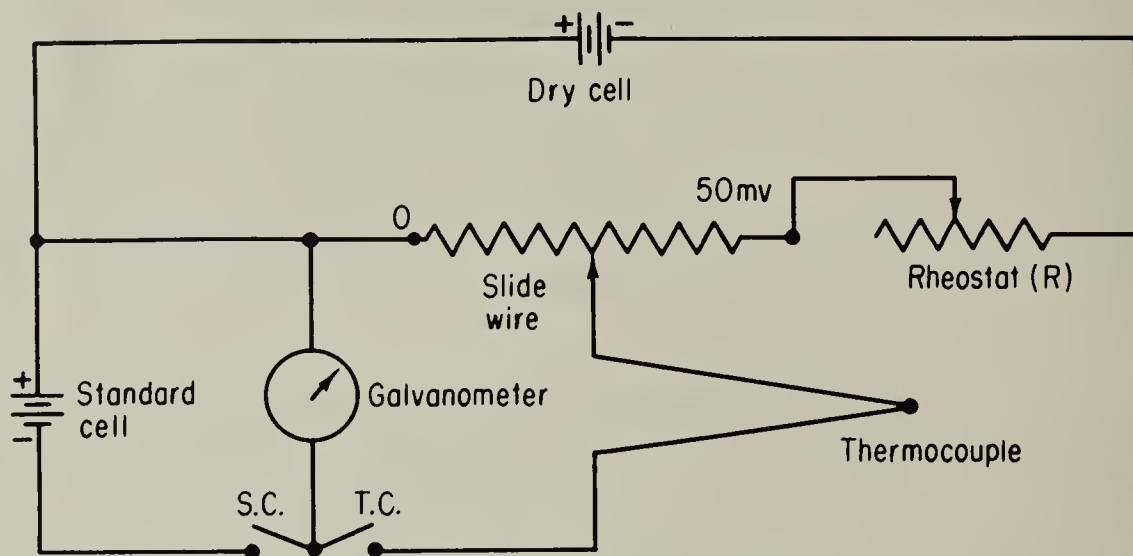 + -
Dry cell
50mv
0
Slide
wire
Rheostat (R)
+
Standard
cell
-
Galvanometer
Thermocouple
S.C. T.C.